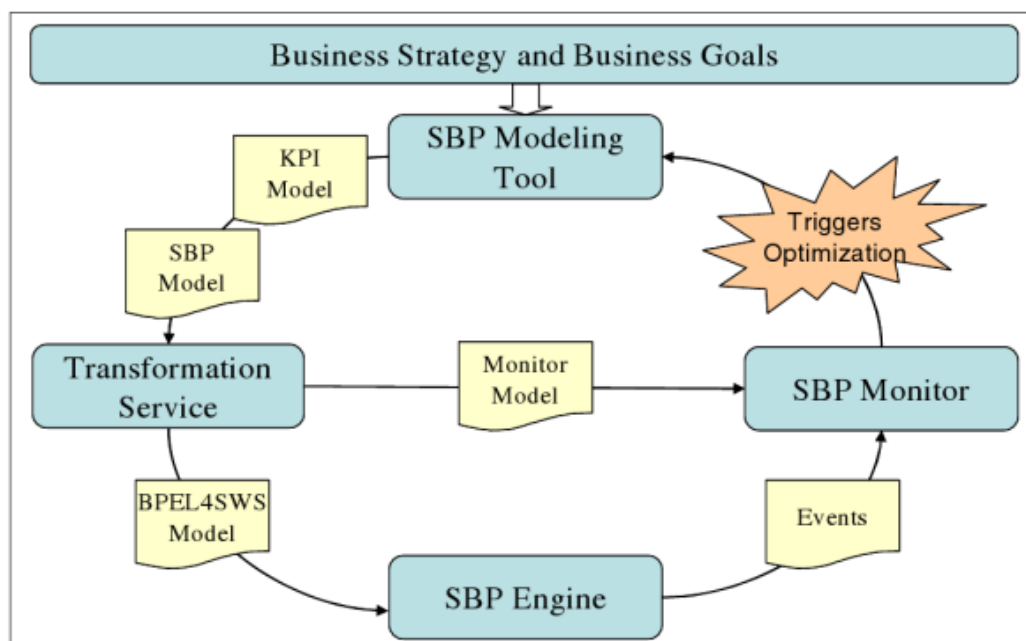 Business Strategy and Business Goals
SBP Modeling
Tool
KPI
Model
SBP
Model
Triggers
Optimization
Transformation
Service
Monitor
Model
SBP Monitor
BPEL4SWS
Model
Events
SBP Engine